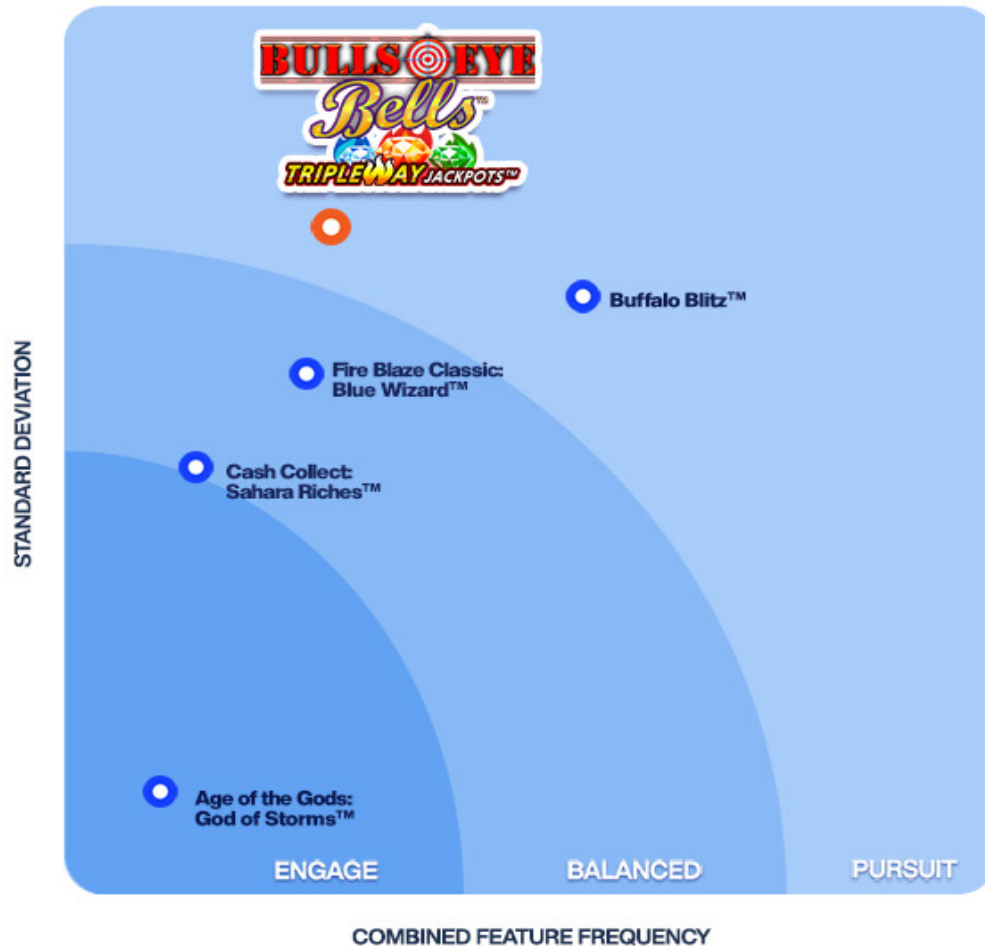 BULLS EYE
Bells™
TRIPLEWAY JACKPOTS™
Buffalo Blitz™
Fire Blaze Classic:
Blue Wizard™
Cash Collect:
Sahara Riches™
STANDARD DEVIATION
Age of the Gods:
God of Storms™
ENGAGE
BALANCED
PURSUIT
COMBINED FEATURE FREQUENCY